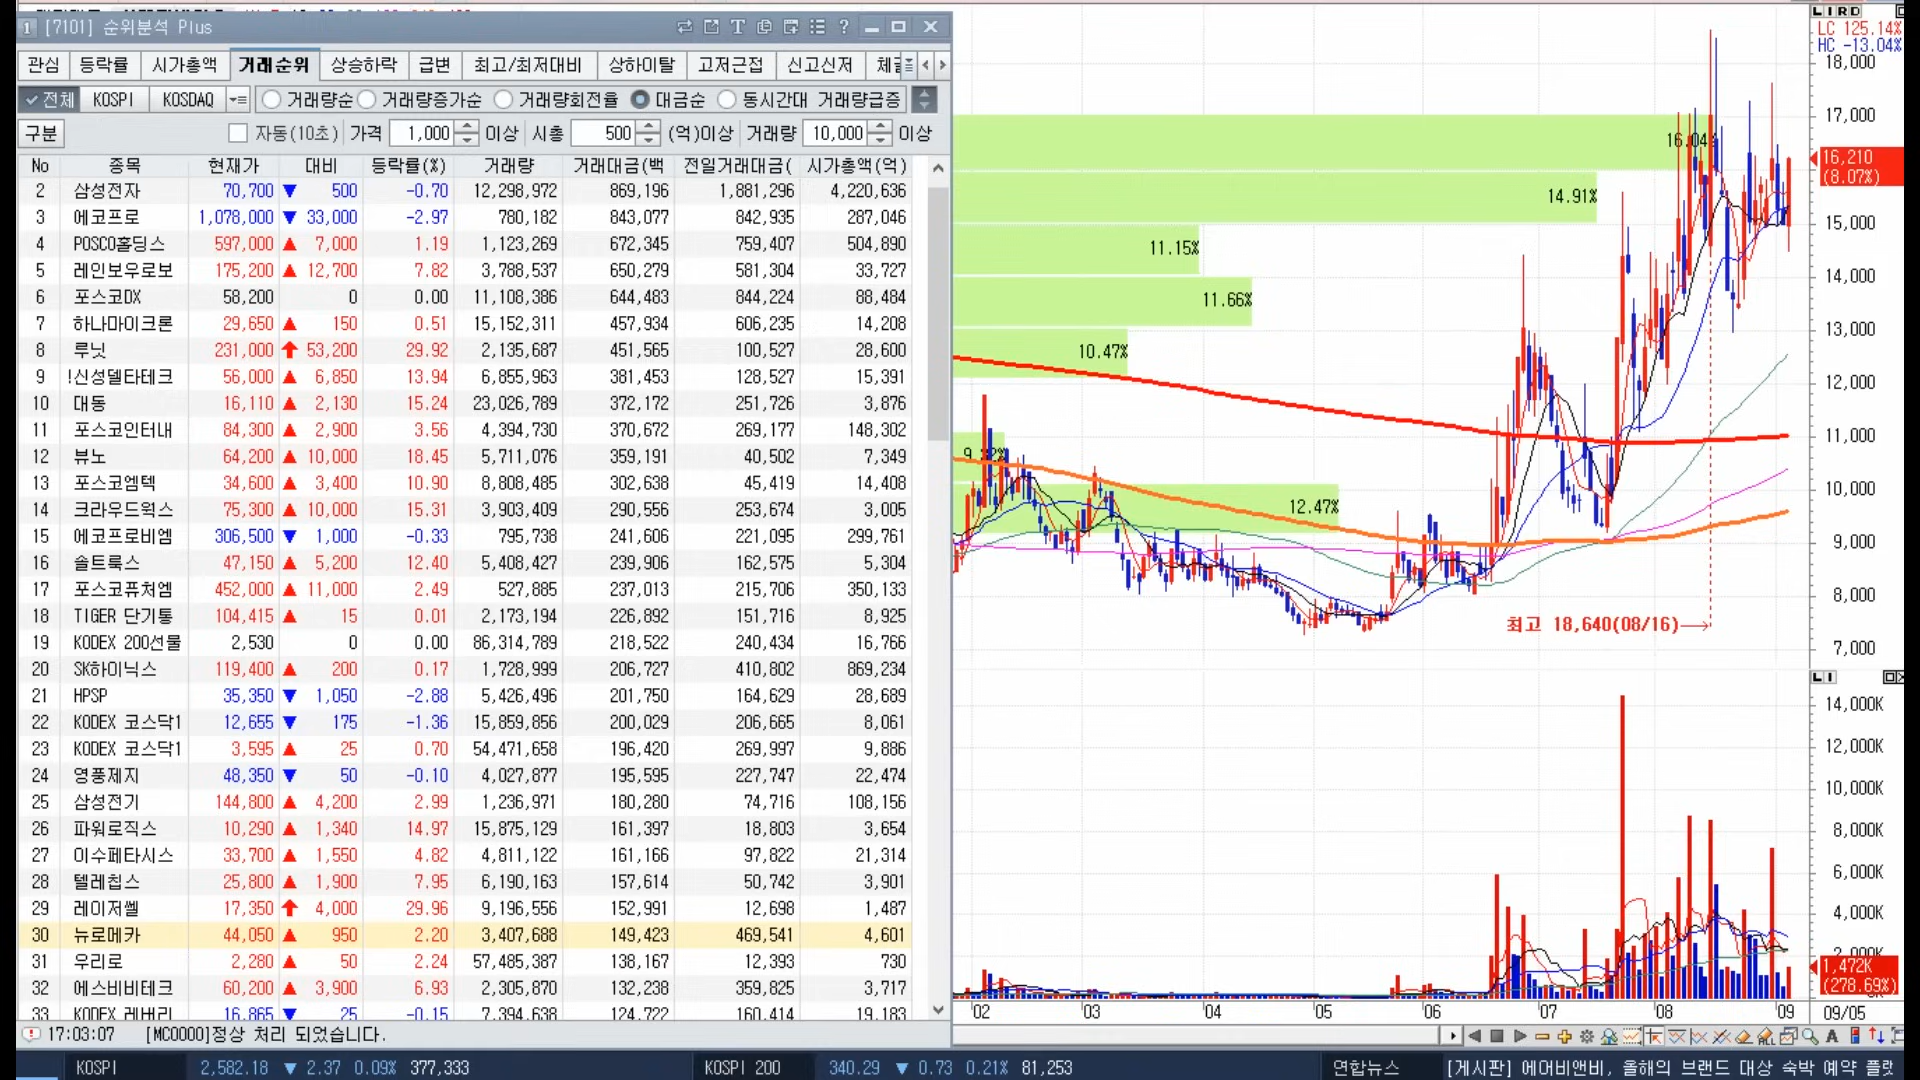 1 [7101] 순위분석 Plus
관심 등락률 시가총액 거래순위 상승하락 급변 최고/최저대비 상하이탈 고저근접 신고신저
전체 KOSPI KOSDAQ 거래량순 거래량증가순 거래량회전율 대금순 동시간대 거래량급증
구분 자동(10초) 가격 1,000 이상 시총 500 (억)이상 거래량 10,000 이상
No 종목 현재가 대비 등락률(%) 거래량 거래대금(백 전일거래대금( 시가총액(억)
2 삼성전자 70,700 ▼ 500 -0.70 12,298,972 869,196 1,881,296 4,220,636
3 에코프로 1,078,000 ▼ 33,000 -2.97 780,182 843,077 842,935 287,046
4 POSCO홀딩스 597,000 ▲ 7,000 1.19 1,123,269 672,345 759,407 504,890
5 레인보우로보 175,200 ▲ 12,700 7.82 3,788,537 650,279 581,304 33,727
6 포스코DX 58,200 0 0.00 11,108,386 644,483 844,224 88,484
7 하나마이크론 29,650 ▲ 150 0.51 15,152,311 457,934 606,235 14,208
8 루닛 231,000 ↑ 53,200 29.92 2,135,687 451,565 100,527 28,600
9 !신성델타테크 56,000 ▲ 6,850 13.94 6,855,963 381,453 128,527 15,391
10 대동 16,110 ▲ 2,130 15.24 23,026,789 372,172 251,726 3,876
11 포스코인터내 84,300 ▲ 2,900 3.56 4,394,730 370,672 269,177 148,302
12 뷰노 64,200 ▲ 10,000 18.45 5,711,076 359,191 40,502 7,349
13 포스코엠텍 34,600 ▲ 3,400 10.90 8,808,485 302,638 45,419 14,408
14 크라우드웍스 75,300 ▲ 10,000 15.31 3,903,409 290,556 253,674 3,005
15 에코프로비엠 306,500 ▼ 1,000 -0.33 795,738 241,606 221,095 299,761
16 솔트룩스 47,150 ▲ 5,200 12.40 5,408,427 239,906 162,575 5,304
17 포스코퓨처엠 452,000 ▲ 11,000 2.49 527,885 237,013 215,706 350,133
18 TIGER 단기통 104,415 ▲ 15 0.01 2,173,194 226,892 151,716 8,925
19 KODEX 200선물 2,530 0 0.00 86,314,789 218,522 240,434 16,766
20 SK하이닉스 119,400 ▲ 200 0.17 1,728,999 206,727 410,802 869,234
21 HPSP 35,350 ▼ 1,050 -2.88 5,426,496 201,750 164,629 28,689
22 KODEX 코스닥1 12,655 ▼ 175 -1.36 15,859,856 200,029 206,665 8,061
23 KODEX 코스닥1 3,595 ▲ 25 0.70 54,471,658 196,420 269,997 9,886
24 영풍제지 48,350 ▼ 50 -0.10 4,027,877 195,595 227,747 22,474
25 삼성전기 144,800 ▲ 4,200 2.99 1,236,971 180,280 74,716 108,156
26 파워로직스 10,290 ▲ 1,340 14.97 15,875,129 161,397 18,803 3,654
27 이수페타시스 33,700 ▲ 1,550 4.82 4,811,122 161,166 97,822 21,314
28 텔레칩스 25,800 ▲ 1,900 7.95 6,190,163 157,614 50,742 3,901
29 레이저쎌 17,350 ↑ 4,000 29.96 9,196,556 152,991 12,698 1,487
30 뉴로메카 44,050 ▲ 950 2.20 3,407,688 149,423 469,541 4,601
31 우리로 2,280 ▲ 50 2.24 57,485,387 138,167 12,393 730
32 에스비비테크 60,200 ▲ 3,900 6.93 2,305,870 132,238 359,825 3,717
33 KODEX 레버리 16,865 ▼ 25 -0.15 7,394,638 124,722 160,414 19,183
17:03:07 [MC0000]정상 처리 되었습니다.
L I R D
LC 125.14%
HC -13.04%
18,000
17,000
16.04%
16,210
(8.07%)
14.91%
15,000
11.15%
14,000
11.66%
13,000
10.47%
12,000
11,000
10,000
12.47%
9,000
8,000
최고 18,640(08/16)
7,000
L I
14,000K
12,000K
10,000K
8,000K
6,000K
4,000K
1,472K
(278.69%)
'02 '03 '04 '05 '06 '07 '08 '09 09/05
KOSPI 2,582.18 ▼ 2.37 0.09% 377,333 KOSPI 200 340.29 ▼ 0.73 0.21% 81,253 연합뉴스 [게시판] 에어비앤비, 올해의 브랜드 대상 숙박 예약 플랫